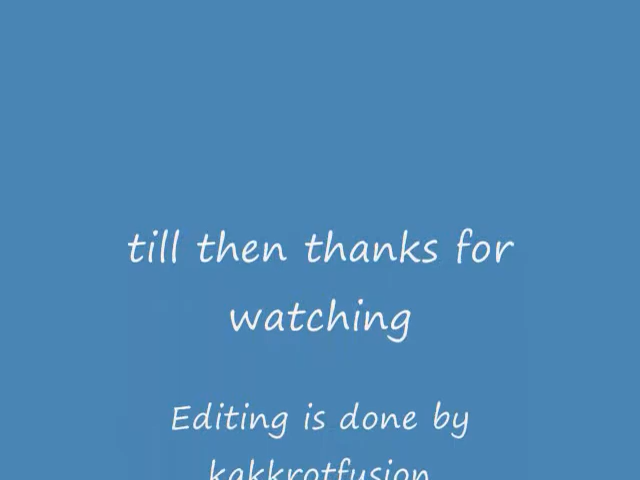 till then thanks for
watching
Editing is done by
kakkrotfusion